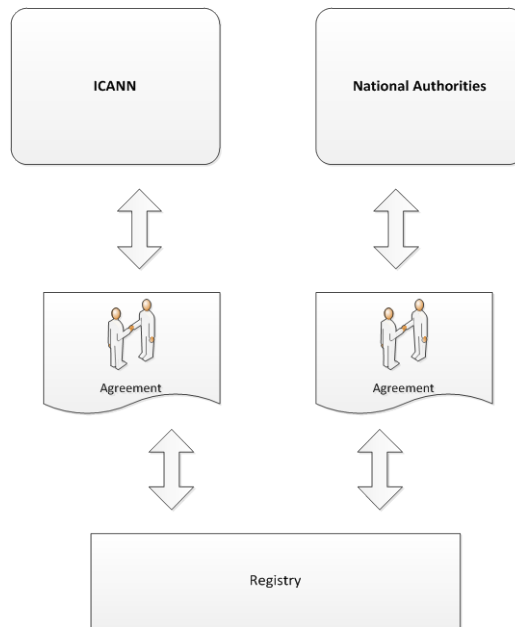 ICANN
National Authorities
Agreement
Agreement
Registry